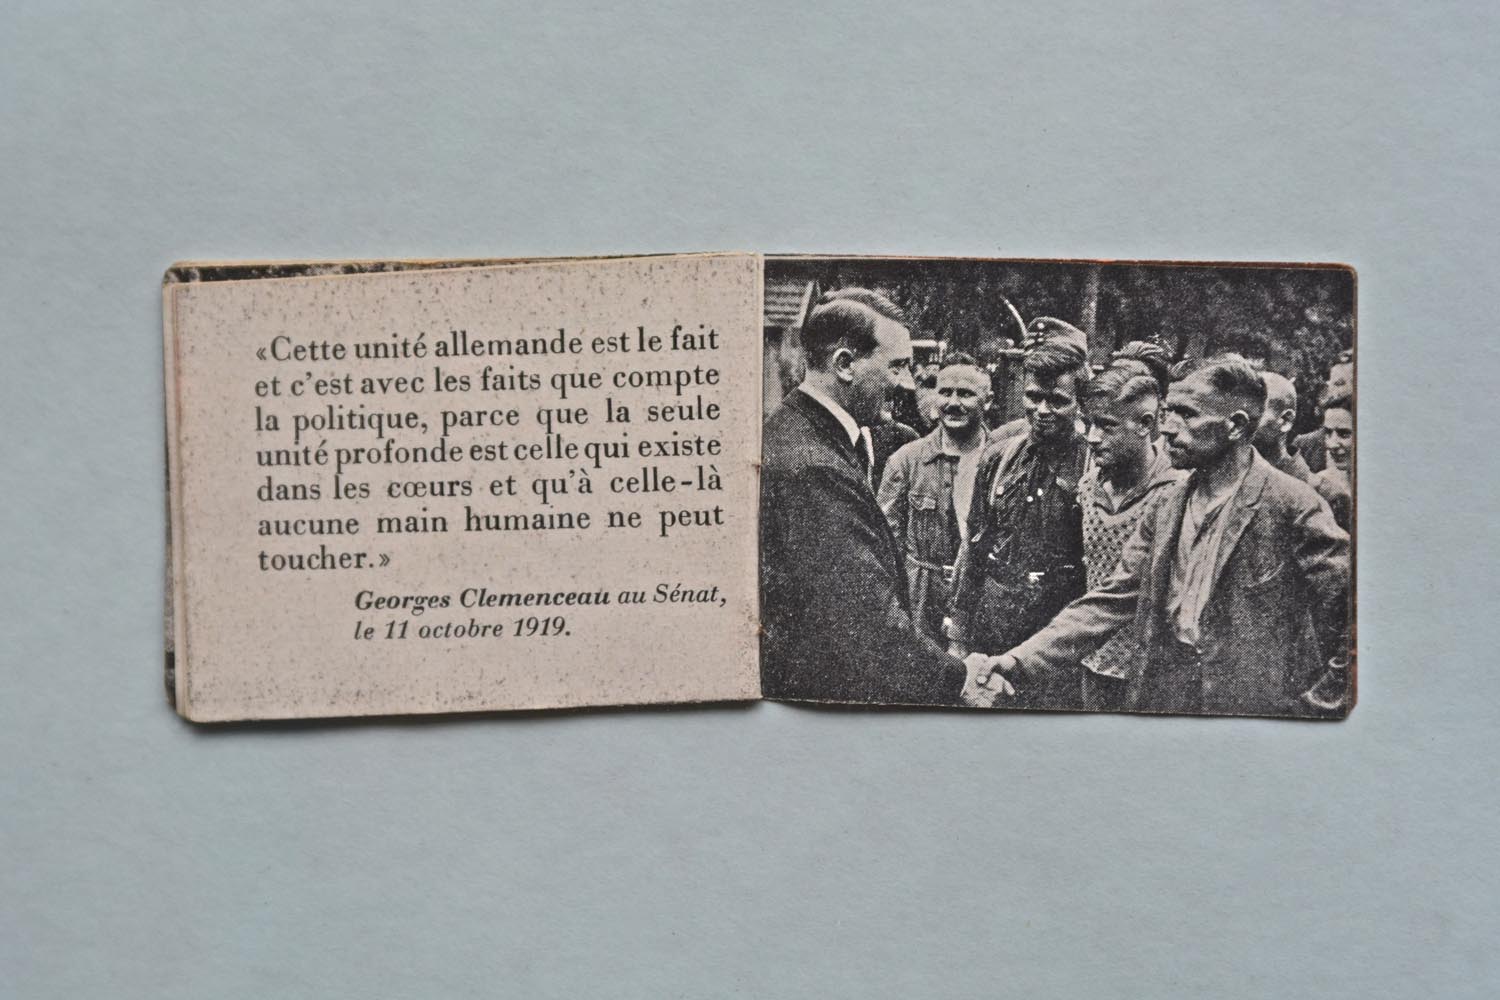 «Cette unité allemande est le fait
et c'est avec les faits que compte
la politique, parce que la seule
unité profonde est celle qui existe
dans les cœurs et qu'à celle-là
aucune main humaine ne peut
toucher.»
Georges Clemenceau au Sénat,
le 11 octobre 1919.